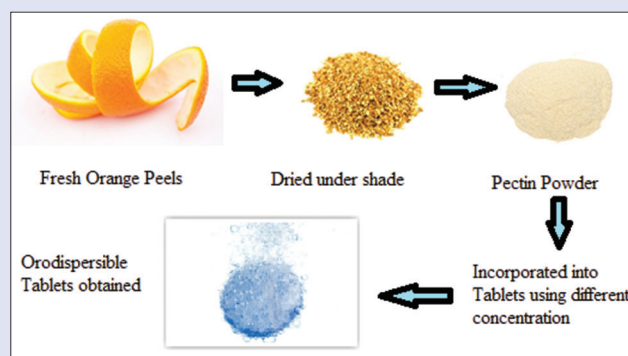 Fresh Orange Peels
Dried under shade
Pectin Powder
Incorporated into
Tablets using different
concentration
Orodispersible
Tablets obtained